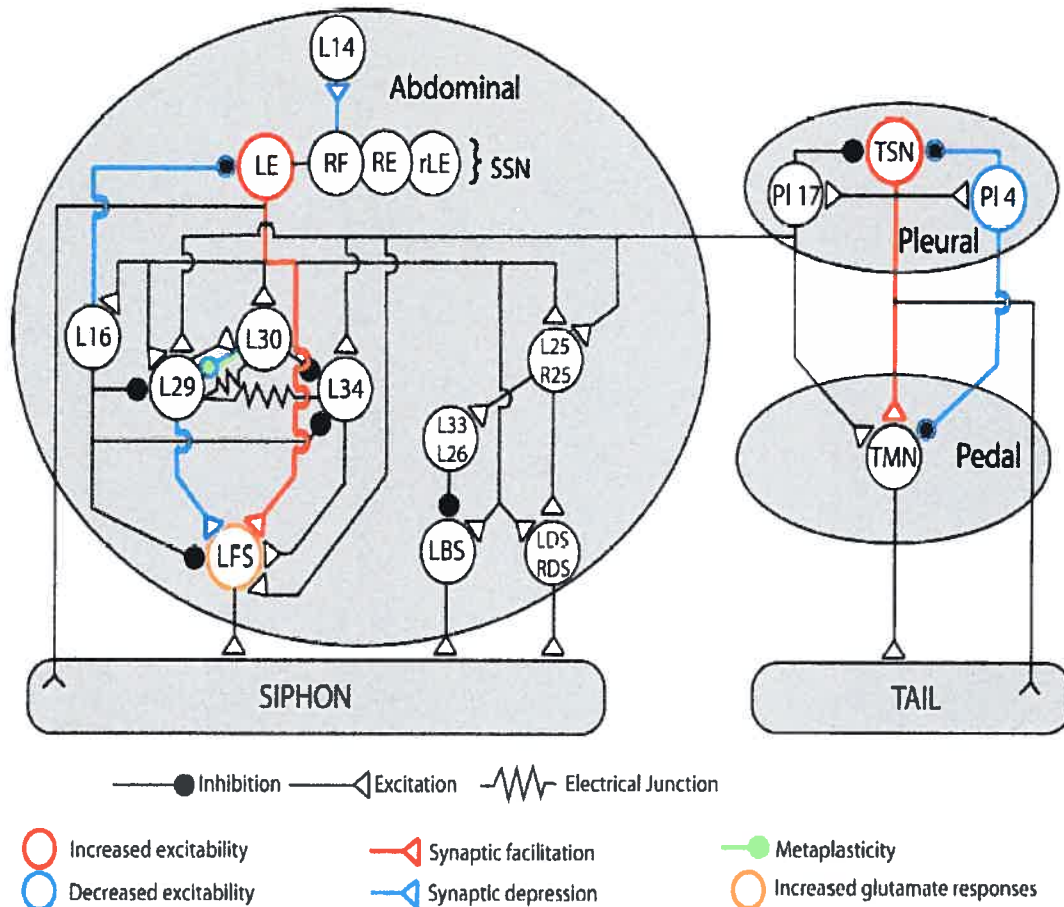 L14
Abdominal
LE
RF
RE
rLE
} SSN
TSN
Pl 17
Pl 4
Pleural
L16
L30
L29
L34
L25
R25
L33
L26
TMN
Pedal
LFS
LBS
LDS
RDS
SIPHON
TAIL
Inhibition
Excitation
Electrical Junction
Increased excitability
Synaptic facilitation
Metaplasticity
Decreased excitability
Synaptic depression
Increased glutamate responses